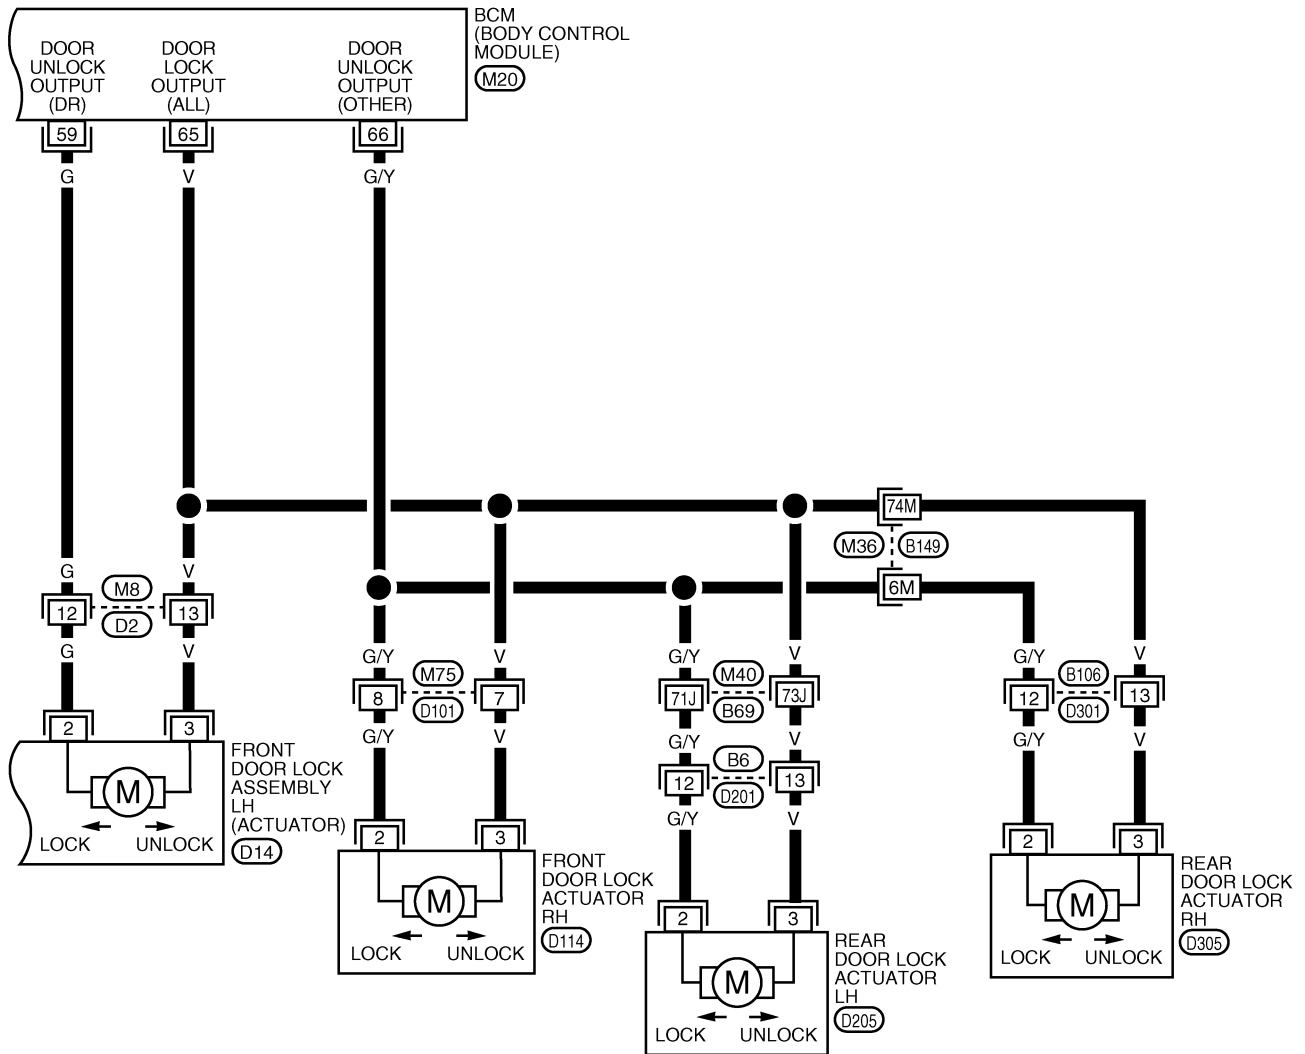 BCM
(BODY CONTROL
MODULE)
M20
DOOR
UNLOCK
OUTPUT
(DR)
DOOR
LOCK
OUTPUT
(ALL)
DOOR
UNLOCK
OUTPUT
(OTHER)
59
65
66
G
V
G/Y
74M
M36
B149
6M
G
V
M8
12
13
D2
G
V
G/Y
V
M75
8
7
D101
G/Y
V
G/Y
V
M40
71J
73J
B69
G/Y
V
B6
12
13
D201
G/Y
V
G/Y
V
B106
12
13
D301
G/Y
V
2
3
M
LOCK
UNLOCK
FRONT
DOOR LOCK
ASSEMBLY
LH
(ACTUATOR)
D14
2
3
M
LOCK
UNLOCK
FRONT
DOOR LOCK
ACTUATOR
RH
D114
2
3
M
LOCK
UNLOCK
REAR
DOOR LOCK
ACTUATOR
LH
D205
2
3
M
LOCK
UNLOCK
REAR
DOOR LOCK
ACTUATOR
RH
D305